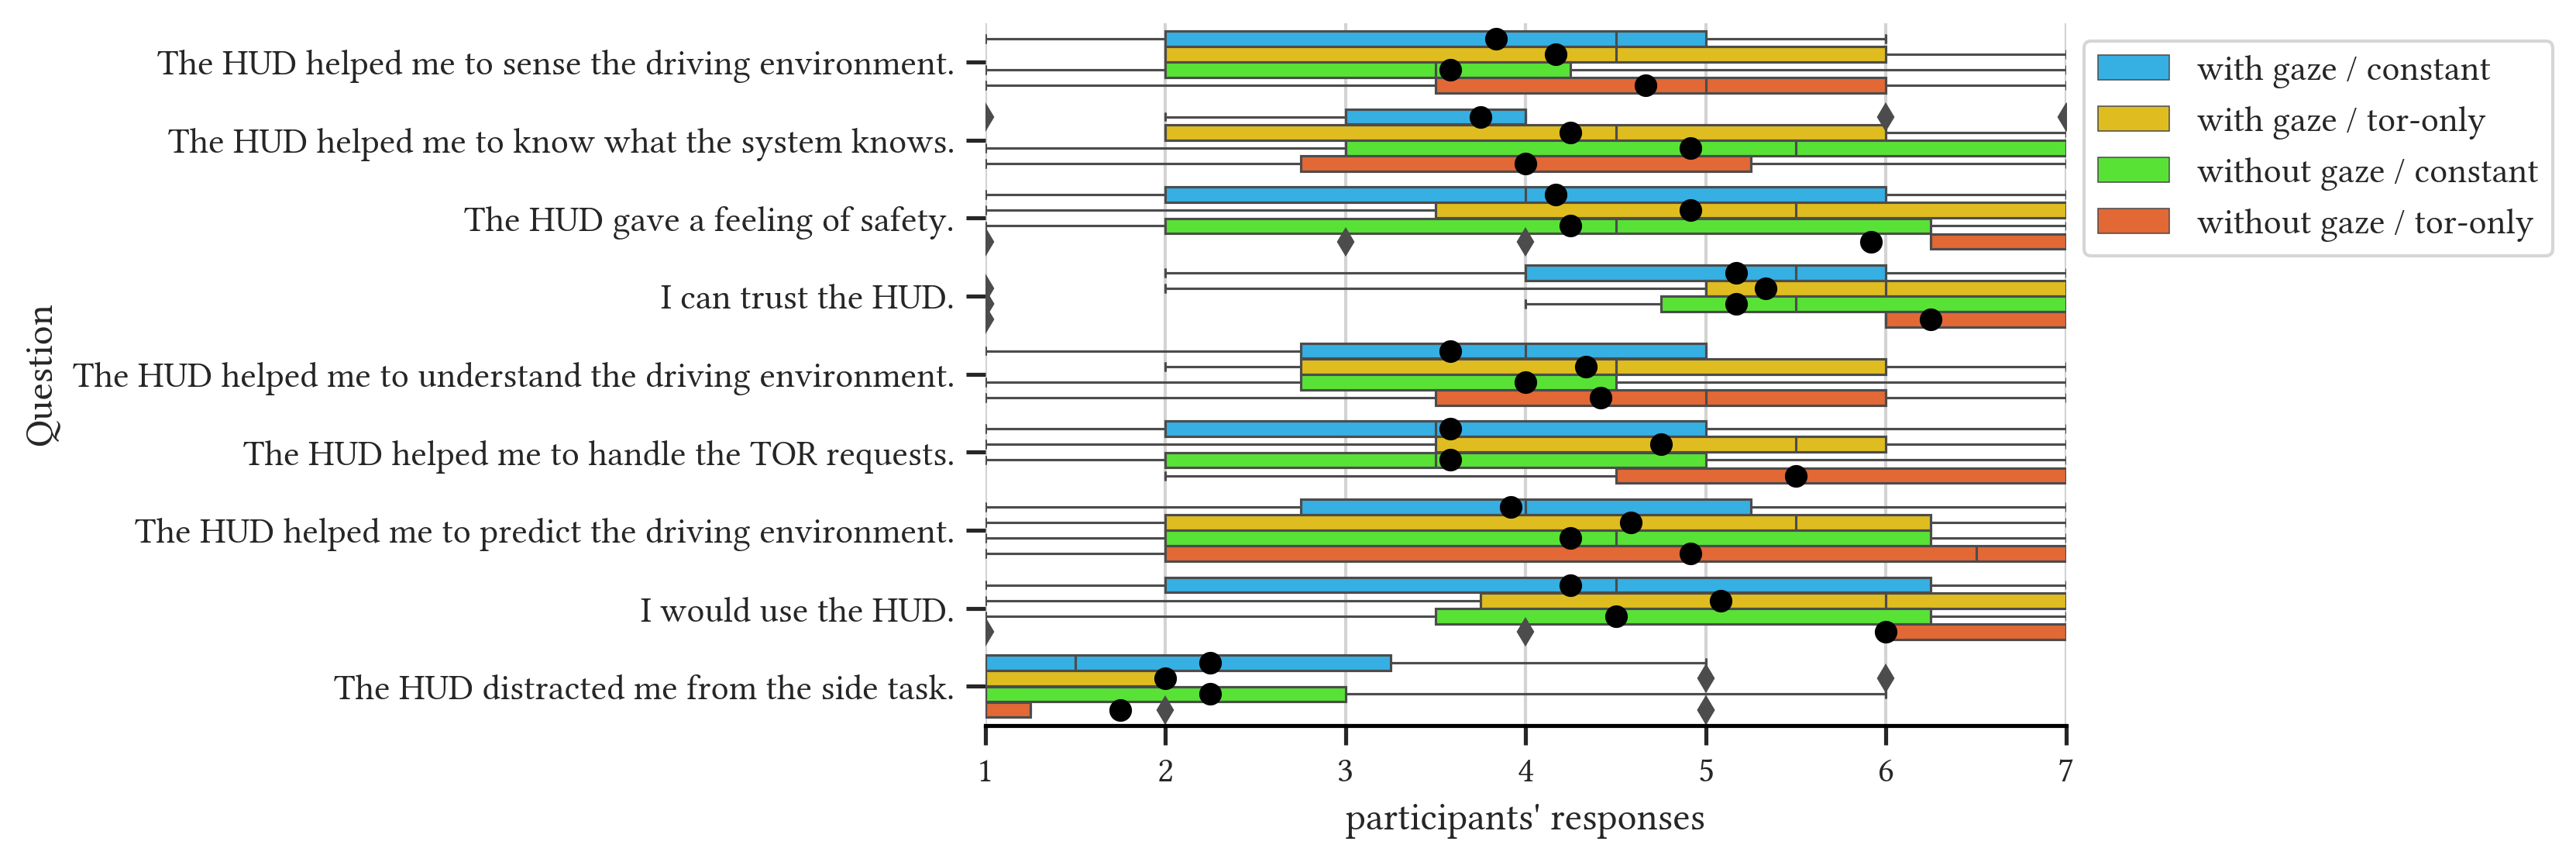 The HUD helped me to sense the driving environment.
The HUD helped me to know what the system knows.
The HUD gave a feeling of safety.
I can trust the HUD.
The HUD helped me to understand the driving environment.
The HUD helped me to handle the TOR requests.
The HUD helped me to predict the driving environment.
I would use the HUD.
The HUD distracted me from the side task.
Question
1 2 3 4 5 6 7
participants' responses
with gaze / constant
with gaze / tor-only
without gaze / constant
without gaze / tor-only